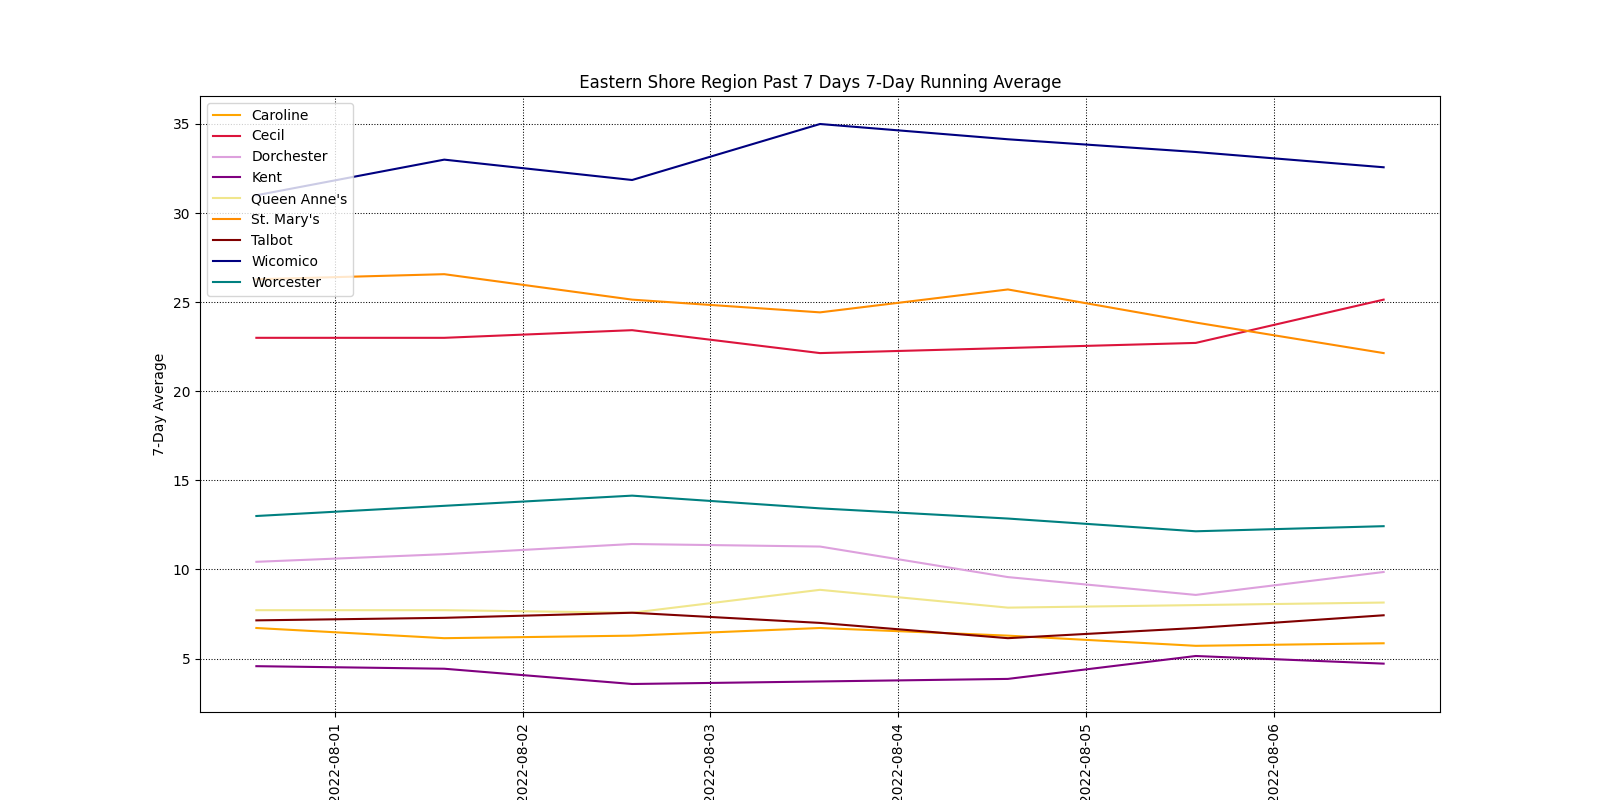 Eastern Shore Region Past 7 Days 7-Day Running Average
Caroline
Cecil
Dorchester
Kent
Queen Anne's
St. Mary's
Talbot
Wicomico
Worcester
7-Day Average
35
30
25
20
15
10
5
2022-08-01
2022-08-02
2022-08-03
2022-08-04
2022-08-05
2022-08-06